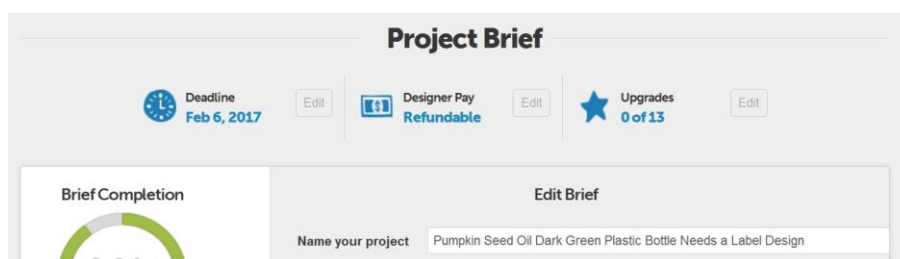 Project Brief
Deadline
Feb 6, 2017
Edit
Designer Pay
Refundable
Edit
Upgrades
0 of 13
Edit
Brief Completion
Edit Brief
Name your project
Pumpkin Seed Oil Dark Green Plastic Bottle Needs a Label Design